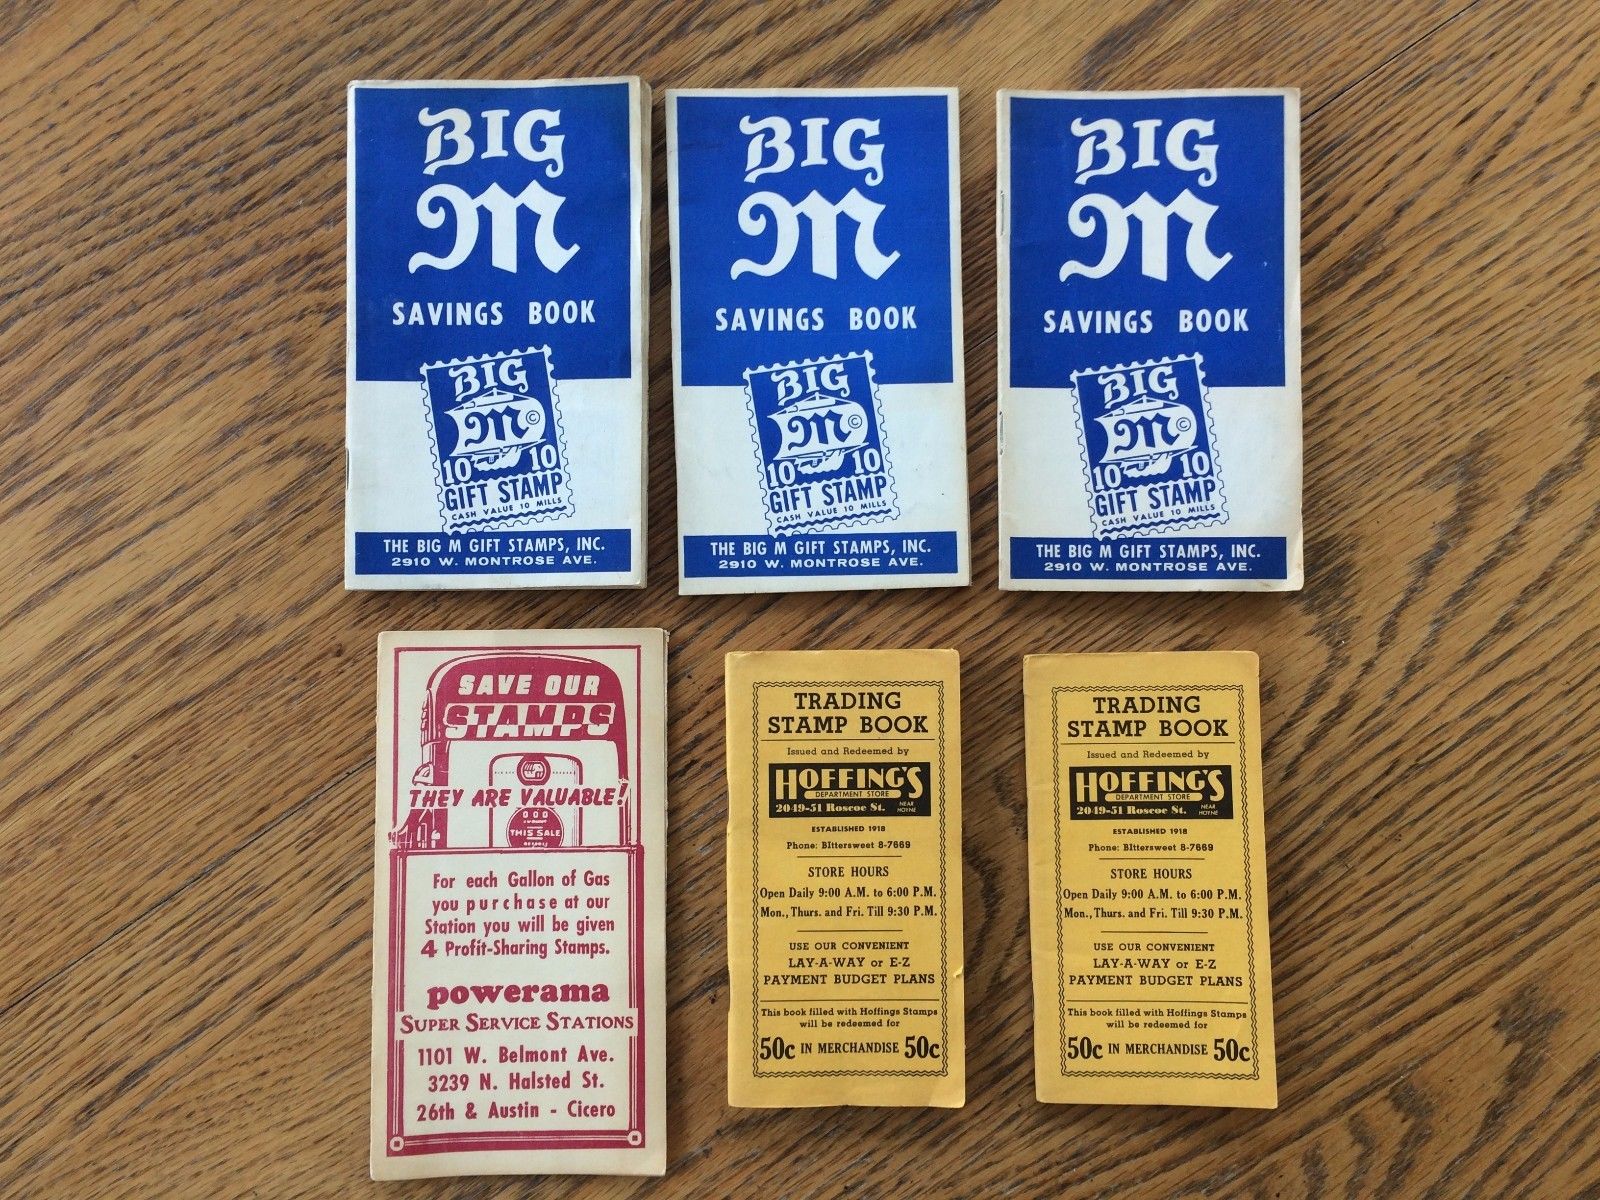 BIG
M
SAVINGS BOOK
BIG
M©
10 10
GIFT STAMP
CASH VALUE 10 MILLS
THE BIG M GIFT STAMPS, INC.
2910 W. MONTROSE AVE.
BIG
M
SAVINGS BOOK
BIG
M©
10 10
GIFT STAMP
CASH VALUE 10 MILLS
THE BIG M GIFT STAMPS, INC.
2910 W. MONTROSE AVE.
BIG
M
SAVINGS BOOK
BIG
M©
10 10
GIFT STAMP
CASH VALUE 10 MILLS
THE BIG M GIFT STAMPS, INC.
2910 W. MONTROSE AVE.
SAVE OUR
STAMPS
THEY ARE VALUABLE!
000
THIS SALE
For each Gallon of Gas
you purchase at our
Station you will be given
4 Profit-Sharing Stamps.
powerama
SUPER SERVICE STATIONS
1101 W. Belmont Ave.
3239 N. Halsted St.
26th & Austin - Cicero
TRADING
STAMP BOOK
Issued and Redeemed by
HOFFING'S
DEPARTMENT STORE
2049-51 Roscoe St. NEAR HOYNE
ESTABLISHED 1918
Phone: BIttersweet 8-7669
STORE HOURS
Open Daily 9:00 A.M. to 6:00 P.M.
Mon., Thurs. and Fri. Till 9:30 P.M.
USE OUR CONVENIENT
LAY-A-WAY or E-Z
PAYMENT BUDGET PLANS
This book filled with Hoffings Stamps
will be redeemed for
50c IN MERCHANDISE 50c
TRADING
STAMP BOOK
Issued and Redeemed by
HOFFING'S
DEPARTMENT STORE
2049-51 Roscoe St. NEAR HOYNE
ESTABLISHED 1918
Phone: BIttersweet 8-7669
STORE HOURS
Open Daily 9:00 A.M. to 6:00 P.M.
Mon., Thurs. and Fri. Till 9:30 P.M.
USE OUR CONVENIENT
LAY-A-WAY or E-Z
PAYMENT BUDGET PLANS
This book filled with Hoffings Stamps
will be redeemed for
50c IN MERCHANDISE 50c